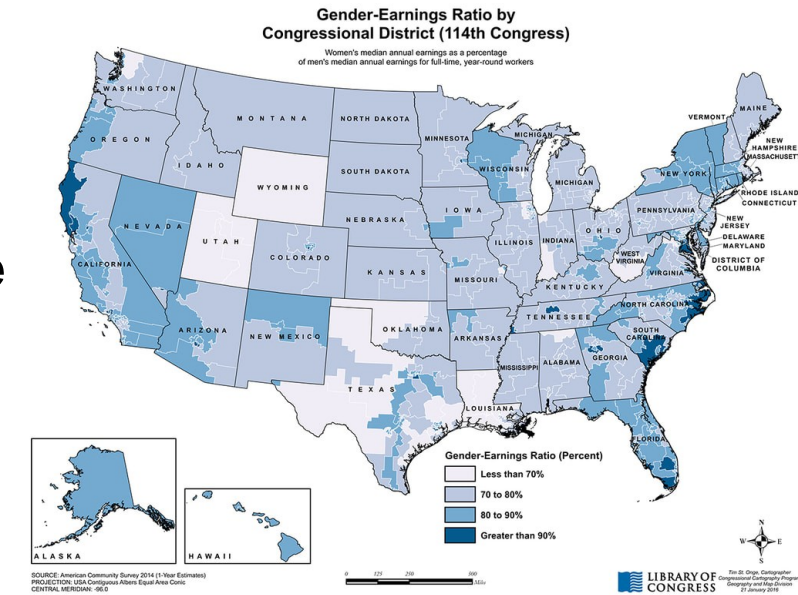 Gender-Earnings Ratio by
Congressional District (114th Congress)
Women's median annual earnings as a percentage
of men's median annual earnings for full-time, year-round workers
WASHINGTON
OREGON
IDAHO
MONTANA
NORTH DAKOTA
SOUTH DAKOTA
MINNESOTA
WISCONSIN
MICHIGAN
MICHIGAN
VERMONT
MAINE
NEW
HAMPSHIRE
MASSACHUSETT
NEW YORK
RHODE ISLAND
CONNECTICUT
WYOMING
NEBRASKA
IOWA
PENNSYLVANIA
NEW
JERSEY
DELAWARE
MARYLAND
DISTRICT OF
COLUMBIA
NEVADA
UTAH
COLORADO
KANSAS
MISSOURI
ILLINOIS
INDIANA
OHIO
WEST
VIRGINIA
VIRGINIA
KENTUCKY
CALIFORNIA
ARIZONA
NEW MEXICO
OKLAHOMA
ARKANSAS
TENNESSEE
NORTH CAROLINA
SOUTH
CAROLINA
MISSISSIPPI
ALABAMA
GEORGIA
TEXAS
LOUISIANA
FLORIDA
Gender-Earnings Ratio (Percent)
Less than 70%
70 to 80%
80 to 90%
Greater than 90%
ALASKA
HAWAII
e
SOURCE: American Community Survey 2014 (1-Year Estimates)
PROJECTION: USA Contiguous Albers Equal Area Conic
CENTRAL MERIDIAN: -96.0
0 125 250 500
Miles
N
W E
S
LIBRARY OF
CONGRESS
Tim St. Onge, Cartographer
Congressional Cartography Program
Geography and Map Division
21 January 2016